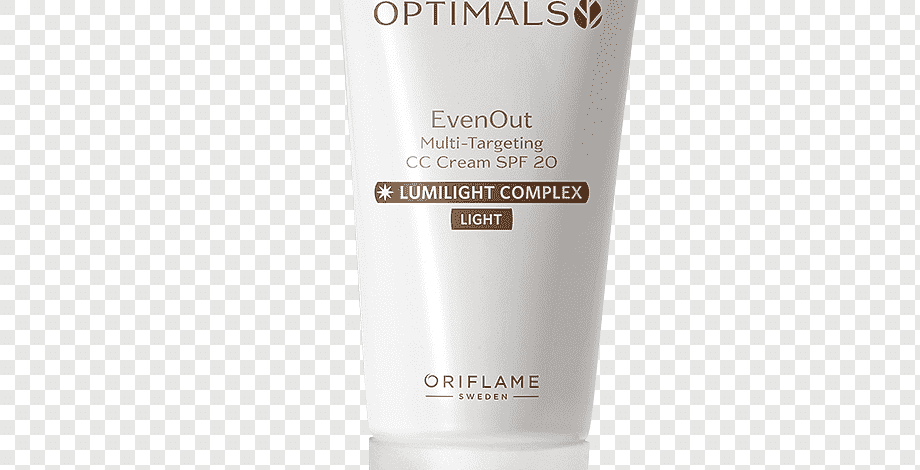 OPTIMALS
EvenOut
Multi-Targeting
CC Cream SPF 20
LUMILIGHT COMPLEX
LIGHT
ORIFLAME
SWEDEN